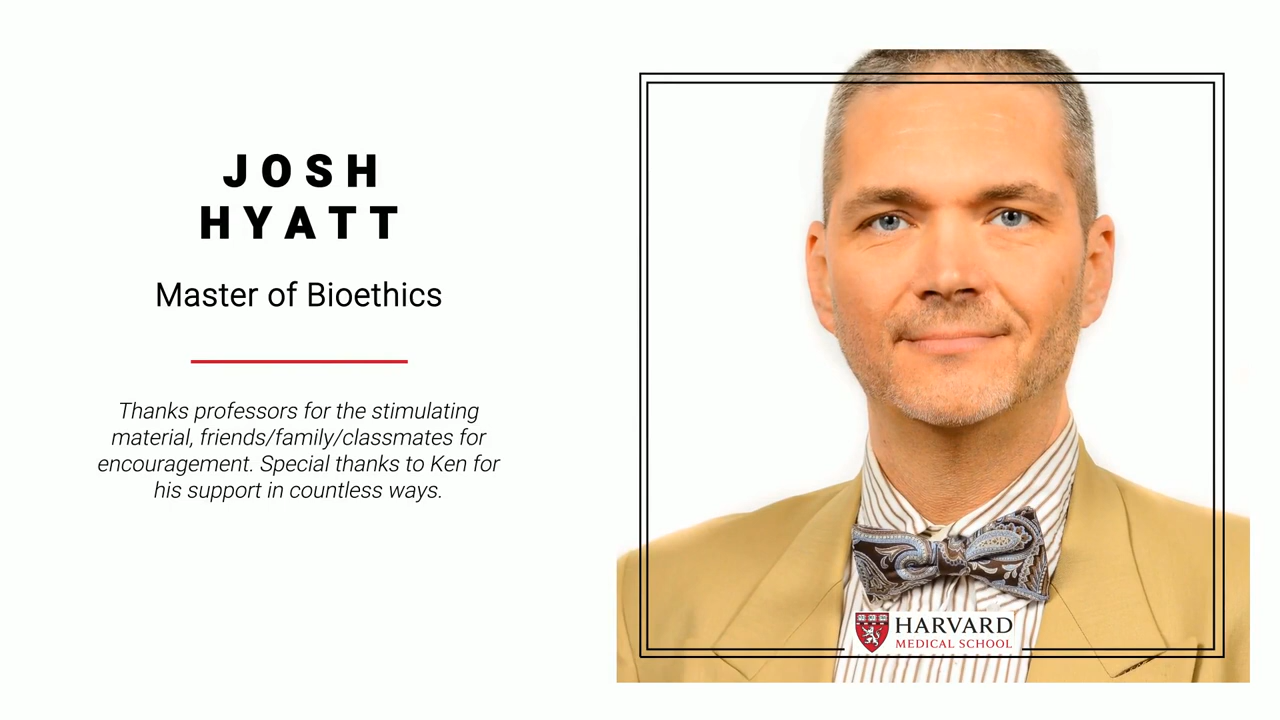 JOSH
HYATT
Master of Bioethics
Thanks professors for the stimulating
material, friends/family/classmates for
encouragement. Special thanks to Ken for
his support in countless ways.
HARVARD
MEDICAL SCHOOL